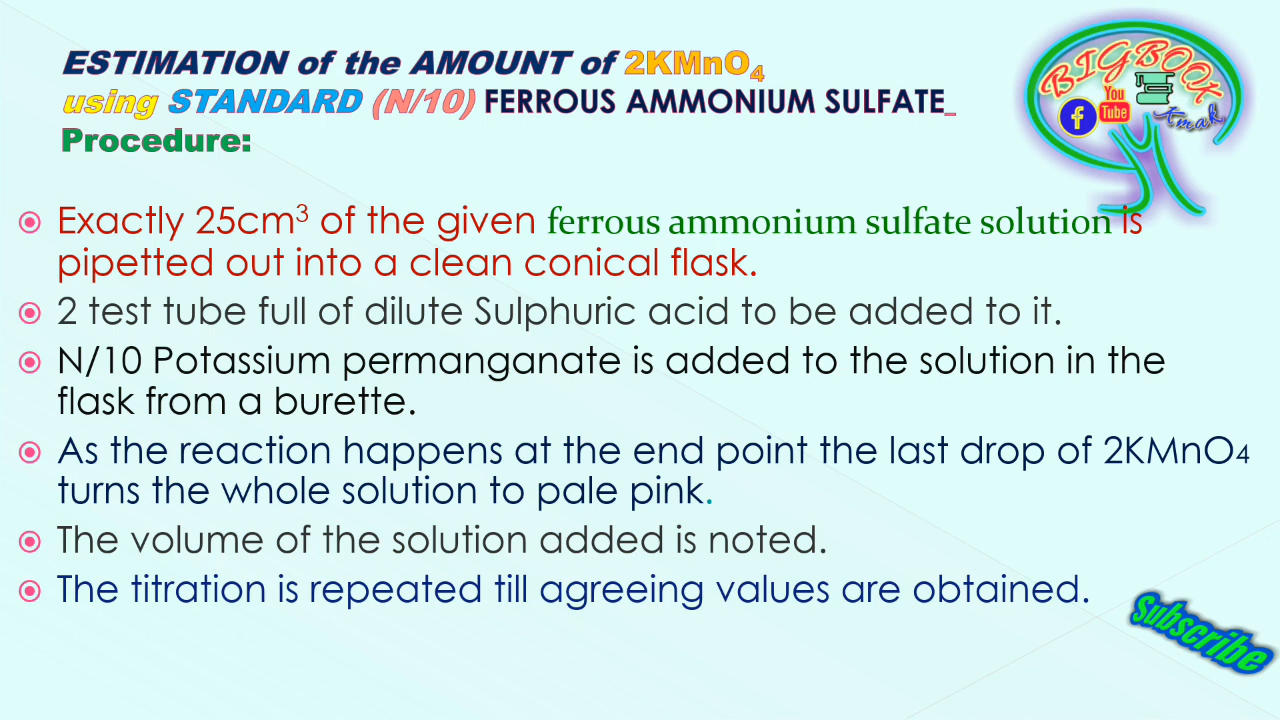 ESTIMATION of the AMOUNT of 2KMnO₄
using STANDARD (N/10) FERROUS AMMONIUM SULFATE_
Procedure:
BIGBOOK
You
Tube
f
tmak
Exactly 25cm³ of the given ferrous ammonium sulfate solution is
pipetted out into a clean conical flask.
2 test tube full of dilute Sulphuric acid to be added to it.
N/10 Potassium permanganate is added to the solution in the
flask from a burette.
As the reaction happens at the end point the last drop of 2KMnO₄
turns the whole solution to pale pink.
The volume of the solution added is noted.
The titration is repeated till agreeing values are obtained.
Subscribe